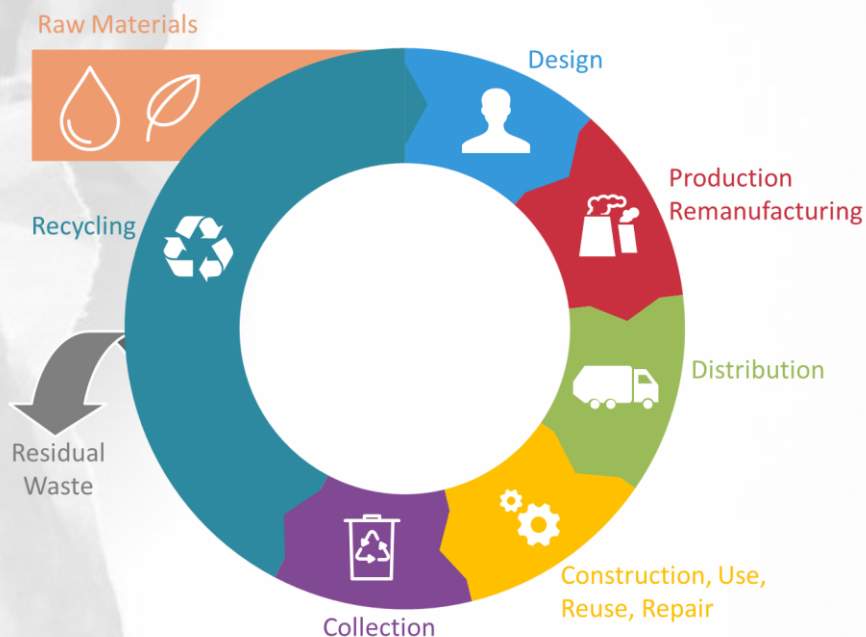 Raw Materials
Design
Production
Remanufacturing
Recycling
Distribution
Residual
Waste
Construction, Use,
Reuse, Repair
Collection